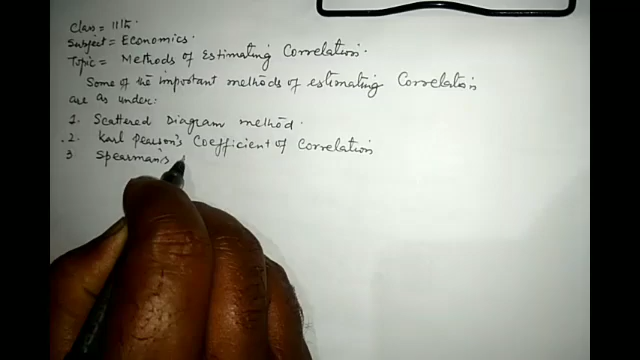 Class = 11th.
Subject = Economics.
Topic = Methods of Estimating Correlation.
Some of the important methods of estimating Correlation
are as under:
1. Scattered Diagram method.
2. Karl Pearson's Coefficient of Correlation
3 Spearman's